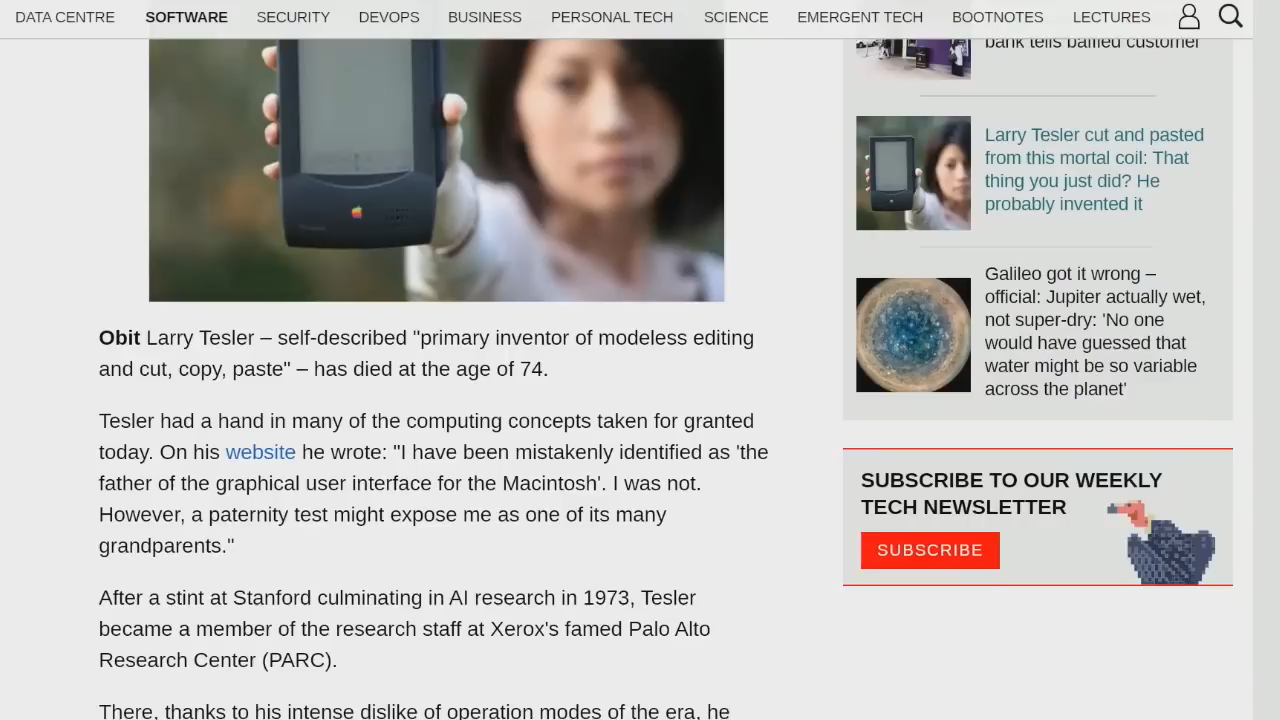 DATA CENTRE SOFTWARE SECURITY DEVOPS BUSINESS PERSONAL TECH SCIENCE EMERGENT TECH BOOTNOTES LECTURES
Obit Larry Tesler – self-described "primary inventor of modeless editing
and cut, copy, paste" – has died at the age of 74.
Tesler had a hand in many of the computing concepts taken for granted
today. On his website he wrote: "I have been mistakenly identified as 'the
father of the graphical user interface for the Macintosh'. I was not.
However, a paternity test might expose me as one of its many
grandparents."
After a stint at Stanford culminating in AI research in 1973, Tesler
became a member of the research staff at Xerox's famed Palo Alto
Research Center (PARC).
There, thanks to his intense dislike of operation modes of the era, he
bank tells baffled customer
Larry Tesler cut and pasted
from this mortal coil: That
thing you just did? He
probably invented it
Galileo got it wrong –
official: Jupiter actually wet,
not super-dry: 'No one
would have guessed that
water might be so variable
across the planet'
SUBSCRIBE TO OUR WEEKLY
TECH NEWSLETTER
SUBSCRIBE